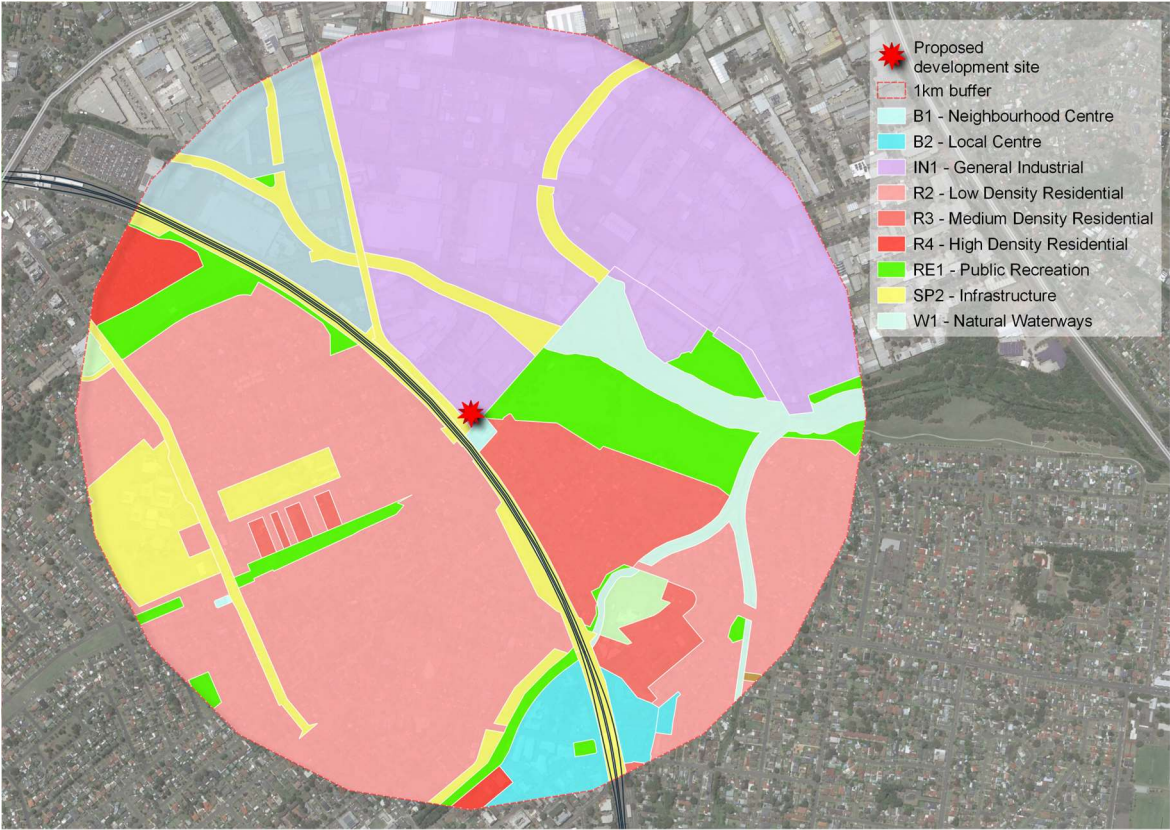 Proposed
development site
1km buffer
B1 - Neighbourhood Centre
B2 - Local Centre
IN1 - General Industrial
R2 - Low Density Residential
R3 - Medium Density Residential
R4 - High Density Residential
RE1 - Public Recreation
SP2 - Infrastructure
W1 - Natural Waterways